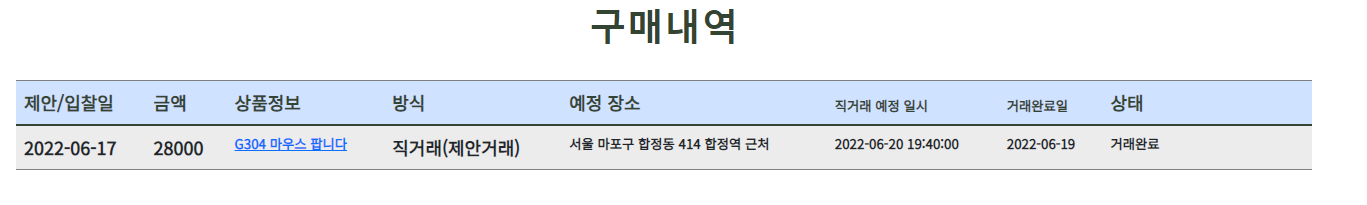 구매내역
제안/입찰일 금액 상품정보 방식 예정 장소 직거래 예정 일시 거래완료일 상태
2022-06-17 28000 G304 마우스 팝니다 직거래(제안거래) 서울 마포구 합정동 414 합정역 근처 2022-06-20 19:40:00 2022-06-19 거래완료